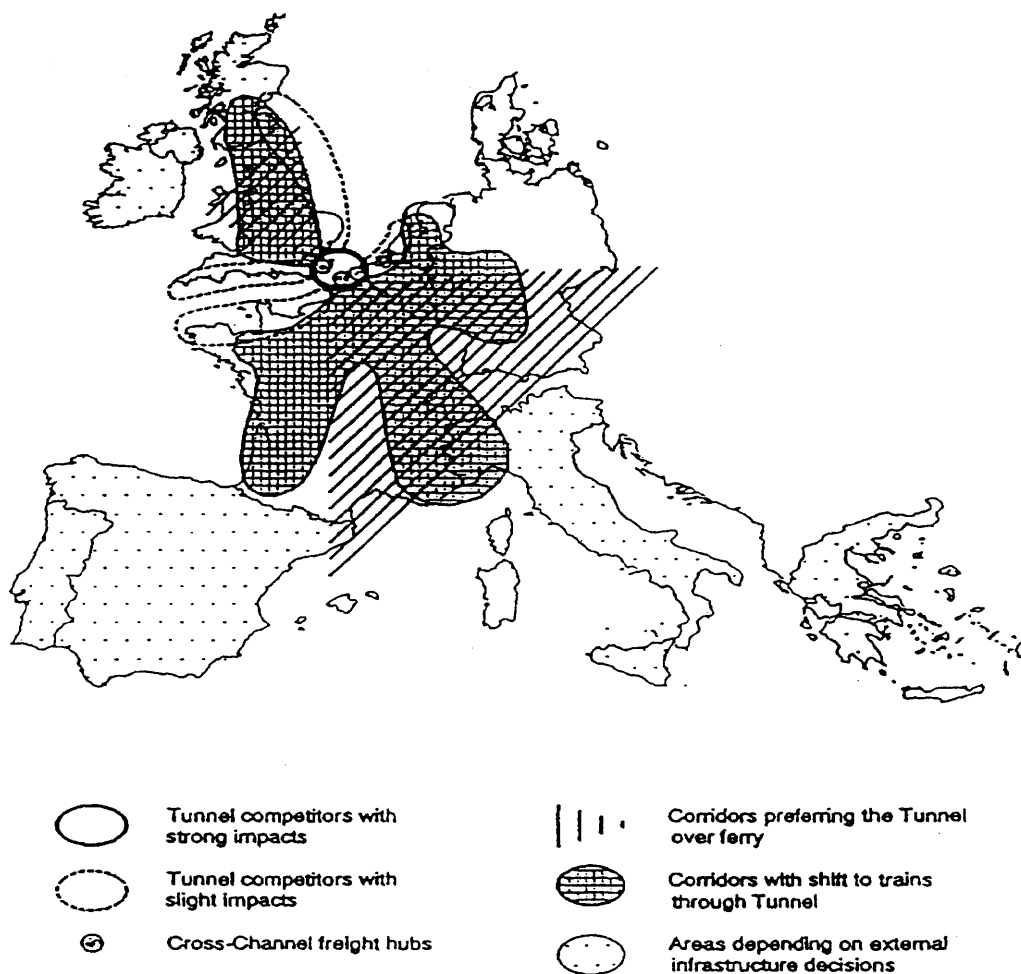 Tunnel competitors with
strong impacts
Tunnel competitors with
slight impacts
Cross-Channel freight hubs
Corridors preferring the Tunnel
over ferry
Corridors with shift to trains
through Tunnel
Areas depending on external
infrastructure decisions